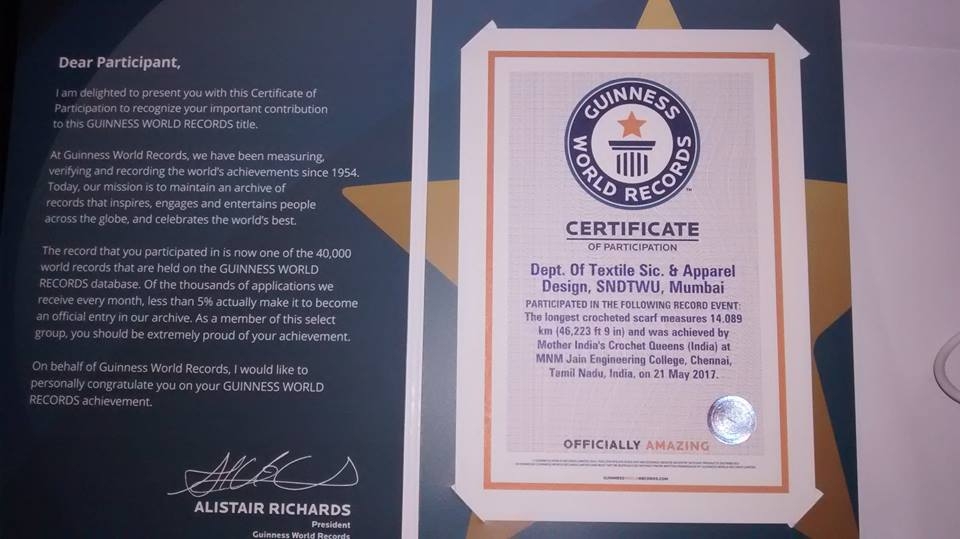 Dear Participant,
I am delighted to present you with this Certificate of
Participation to recognize your important contribution
to this GUINNESS WORLD RECORDS title.
At Guinness World Records, we have been measuring,
verifying and recording the world's achievements since 1954.
Today, our mission is to maintain an archive of
records that inspires, engages and entertains people
across the globe, and celebrates the world's best.
The record that you participated in is now one of the 40,000
world records that are held on the GUINNESS WORLD
RECORDS database. Of the thousands of applications we
receive every month, less than 5% actually make it to become
an official entry in our archive. As a member of this select
group, you should be extremely proud of your achievement.
On behalf of Guinness World Records, I would like to
personally congratulate you on your GUINNESS WORLD
RECORDS achievement.
ALISTAIR RICHARDS
President
Guinness World Records
GUINNESS
WORLD RECORDS
TM
CERTIFICATE
OF PARTICIPATION
Dept. Of Textile Sic. & Apparel
Design, SNDTWU, Mumbai
PARTICIPATED IN THE FOLLOWING RECORD EVENT:
The longest crocheted scarf measures 14.089
km (46,223 ft 9 in) and was achieved by
Mother India's Crochet Queens (India) at
MNM Jain Engineering College, Chennai,
Tamil Nadu, India, on 21 May 2017.
OFFICIALLY AMAZING
GUINNESSWORLDRECORDS.COM